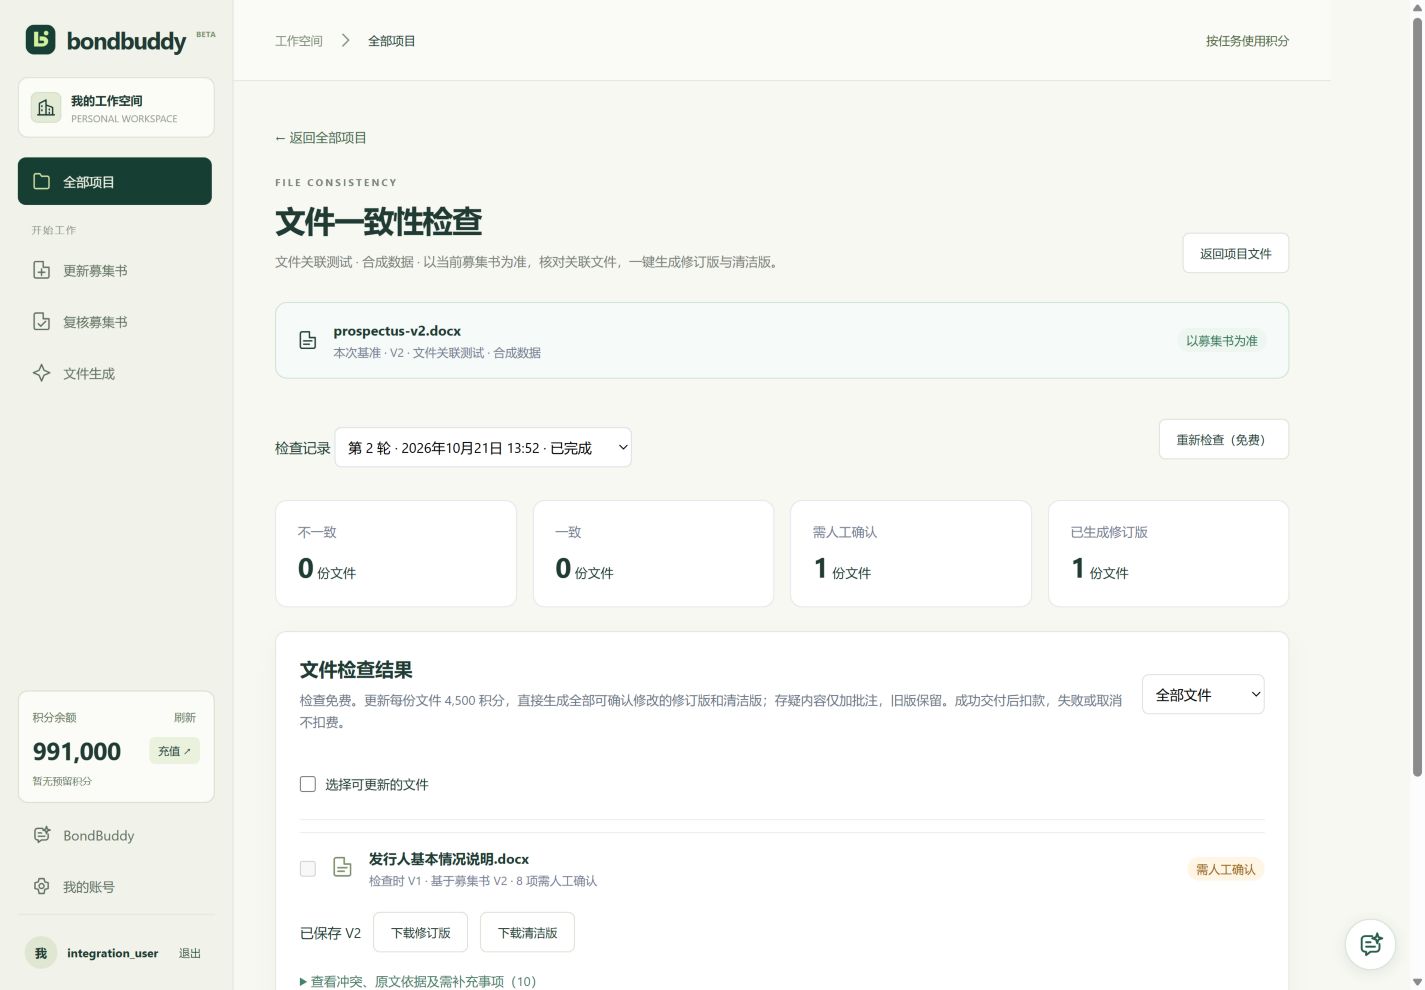 bondbuddy BETA
我的工作空间
PERSONAL WORKSPACE
全部项目
开始工作
更新募集书
复核募集书
文件生成
积分余额 刷新
991,000 充值 ↗
暂无预留积分
BondBuddy
我的账号
我 integration_user 退出
工作空间 > 全部项目 按任务使用积分
← 返回全部项目
FILE CONSISTENCY
文件一致性检查
文件关联测试 · 合成数据 · 以当前募集书为准，核对关联文件，一键生成修订版与清洁版。
返回项目文件
prospectus-v2.docx
本次基准 · V2 · 文件关联测试 · 合成数据
以募集书为准
检查记录 第 2 轮 · 2026年10月21日 13:52 · 已完成
重新检查（免费）
不一致
0 份文件
一致
0 份文件
需人工确认
1 份文件
已生成修订版
1 份文件
文件检查结果
检查免费。更新每份文件 4,500 积分，直接生成全部可确认修改的修订版和清洁版；存疑内容仅加批注，旧版保留。成功交付后扣款，失败或取消
不扣费。
全部文件
选择可更新的文件
发行人基本情况说明.docx
检查时 V1 · 基于募集书 V2 · 8 项需人工确认
需人工确认
已保存 V2 下载修订版 下载清洁版
▶ 查看冲突、原文依据及需补充事项（10）